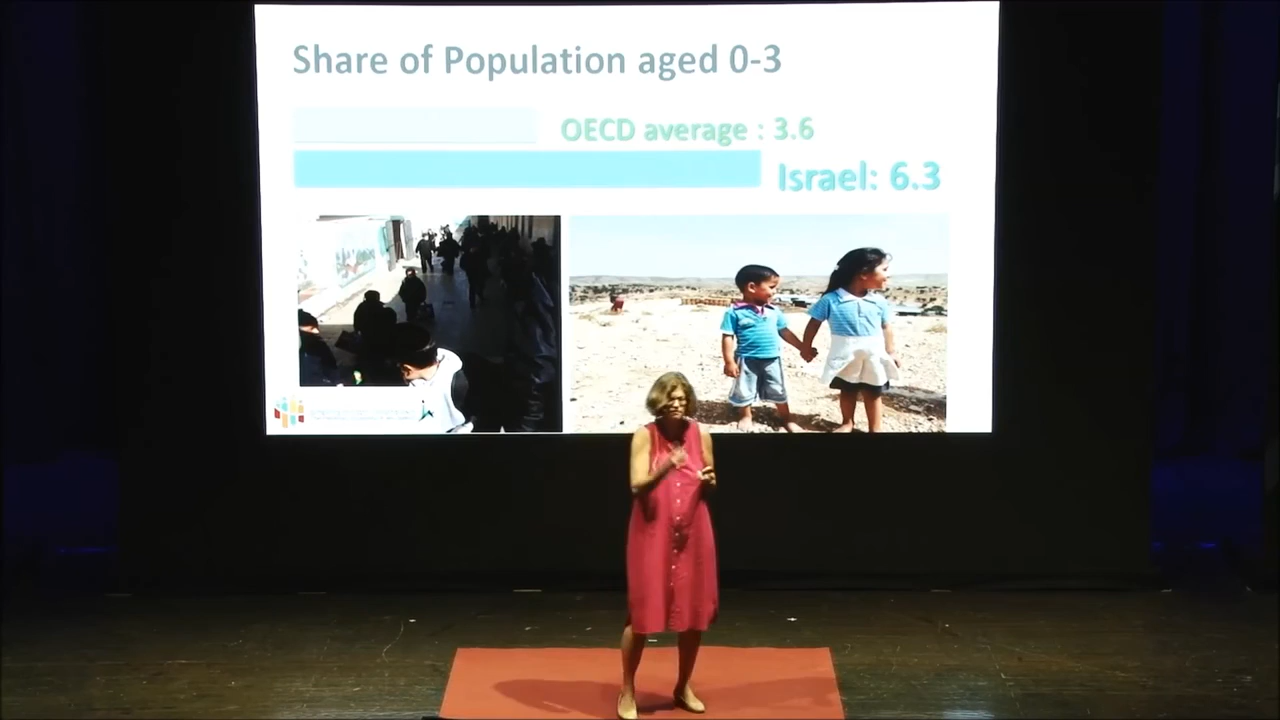 Share of Population aged 0-3
OECD average : 3.6
Israel: 6.3